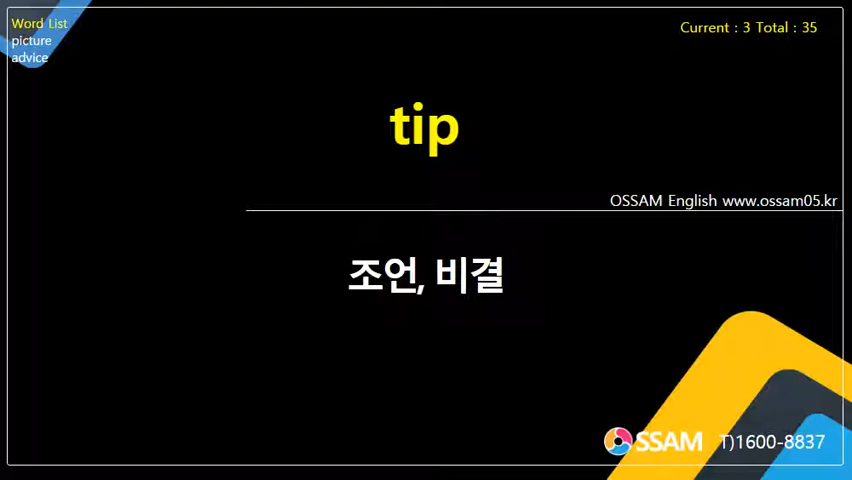 Word List
picture
advice
Current : 3 Total : 35
tip
OSSAM English www.ossam05.kr
조언, 비결
OSSAM T)1600-8837